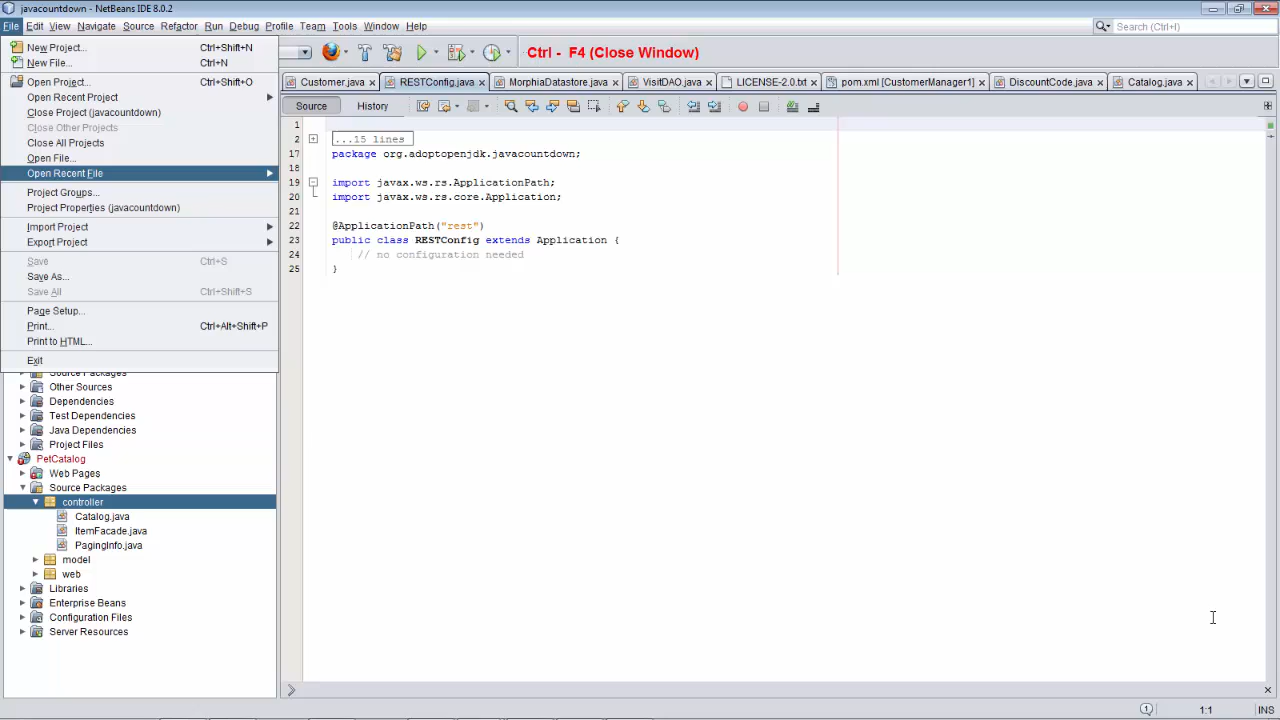 javacountdown - NetBeans IDE 8.0.2
File Edit View Navigate Source Refactor Run Debug Profile Team Tools Window Help
Search (Ctrl+I)
New Project... Ctrl+Shift+N
New File... Ctrl+N
Open Project... Ctrl+Shift+O
Open Recent Project
Close Project (javacountdown)
Close Other Projects
Close All Projects
Open File...
Open Recent File
Project Groups...
Project Properties (javacountdown)
Import Project
Export Project
Save Ctrl+S
Save As...
Save All Ctrl+Shift+S
Page Setup...
Print... Ctrl+Alt+Shift+P
Print to HTML...
Exit
Source Packages
Other Sources
Dependencies
Test Dependencies
Java Dependencies
Project Files
PetCatalog
Web Pages
Source Packages
controller
Catalog.java
ItemFacade.java
PagingInfo.java
model
web
Libraries
Enterprise Beans
Configuration Files
Server Resources
Ctrl - F4 (Close Window)
Customer.java RESTConfig.java MorphiaDatastore.java VisitDAO.java LICENSE-2.0.txt pom.xml [CustomerManager1] DiscountCode.java Catalog.java
Source History
1
2 ...15 lines
17 package org.adoptopenjdk.javacountdown;
18
19 import javax.ws.rs.ApplicationPath;
20 import javax.ws.rs.core.Application;
21
22 @ApplicationPath("rest")
23 public class RESTConfig extends Application {
24 // no configuration needed
25 }
1:1 INS